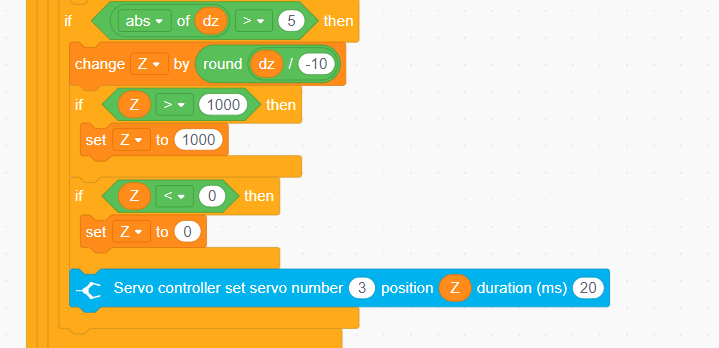 if abs of dz > 5 then
change Z by round dz / -10
if Z > 1000 then
set Z to 1000
if Z < 0 then
set Z to 0
Servo controller set servo number 3 position Z duration (ms) 20